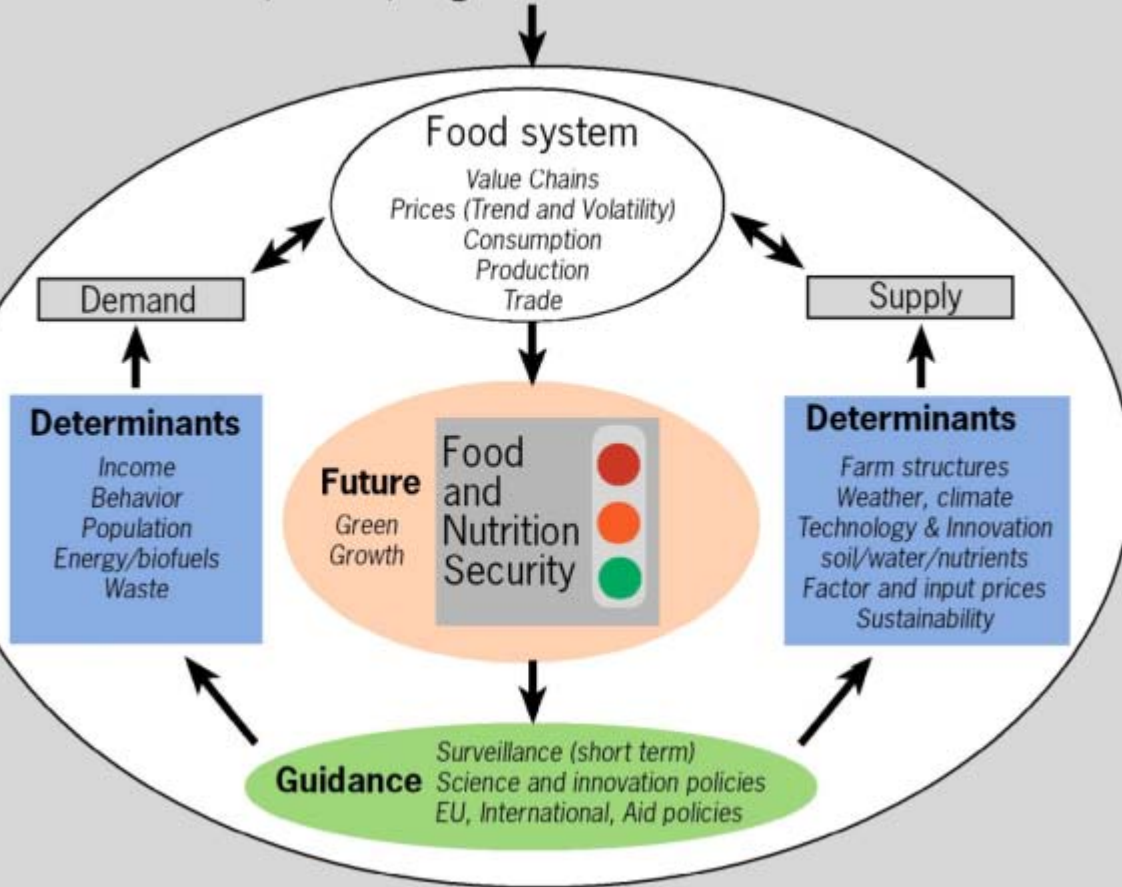 Food system
Value Chains
Prices (Trend and Volatility)
Consumption
Production
Trade
Demand
Supply
Determinants
Income
Behavior
Population
Energy/biofuels
Waste
Future
Green
Growth
Food
and
Nutrition
Security
Determinants
Farm structures
Weather, climate
Technology & Innovation
soil/water/nutrients
Factor and input prices
Sustainability
Guidance
Surveillance (short term)
Science and innovation policies
EU, International, Aid policies